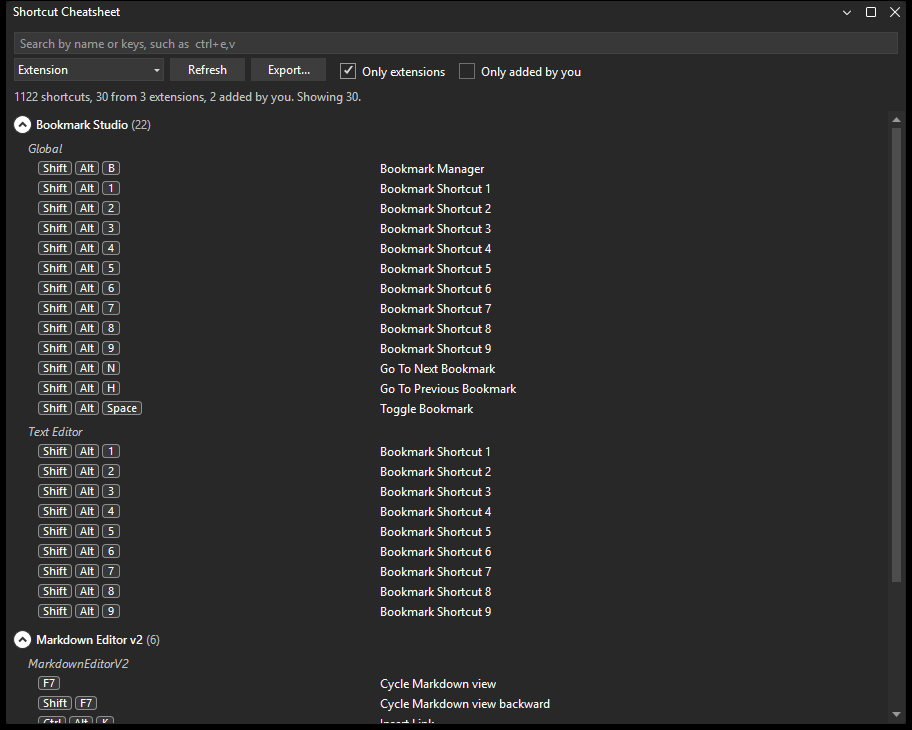 Shortcut Cheatsheet
Search by name or keys, such as ctrl+e,v
Extension Refresh Export... Only extensions Only added by you
1122 shortcuts, 30 from 3 extensions, 2 added by you. Showing 30.
Bookmark Studio (22)
Global
Shift Alt B Bookmark Manager
Shift Alt 1 Bookmark Shortcut 1
Shift Alt 2 Bookmark Shortcut 2
Shift Alt 3 Bookmark Shortcut 3
Shift Alt 4 Bookmark Shortcut 4
Shift Alt 5 Bookmark Shortcut 5
Shift Alt 6 Bookmark Shortcut 6
Shift Alt 7 Bookmark Shortcut 7
Shift Alt 8 Bookmark Shortcut 8
Shift Alt 9 Bookmark Shortcut 9
Shift Alt N Go To Next Bookmark
Shift Alt H Go To Previous Bookmark
Shift Alt Space Toggle Bookmark
Text Editor
Shift Alt 1 Bookmark Shortcut 1
Shift Alt 2 Bookmark Shortcut 2
Shift Alt 3 Bookmark Shortcut 3
Shift Alt 4 Bookmark Shortcut 4
Shift Alt 5 Bookmark Shortcut 5
Shift Alt 6 Bookmark Shortcut 6
Shift Alt 7 Bookmark Shortcut 7
Shift Alt 8 Bookmark Shortcut 8
Shift Alt 9 Bookmark Shortcut 9
Markdown Editor v2 (6)
MarkdownEditorV2
F7 Cycle Markdown view
Shift F7 Cycle Markdown view backward
Ctrl Alt K Insert Link